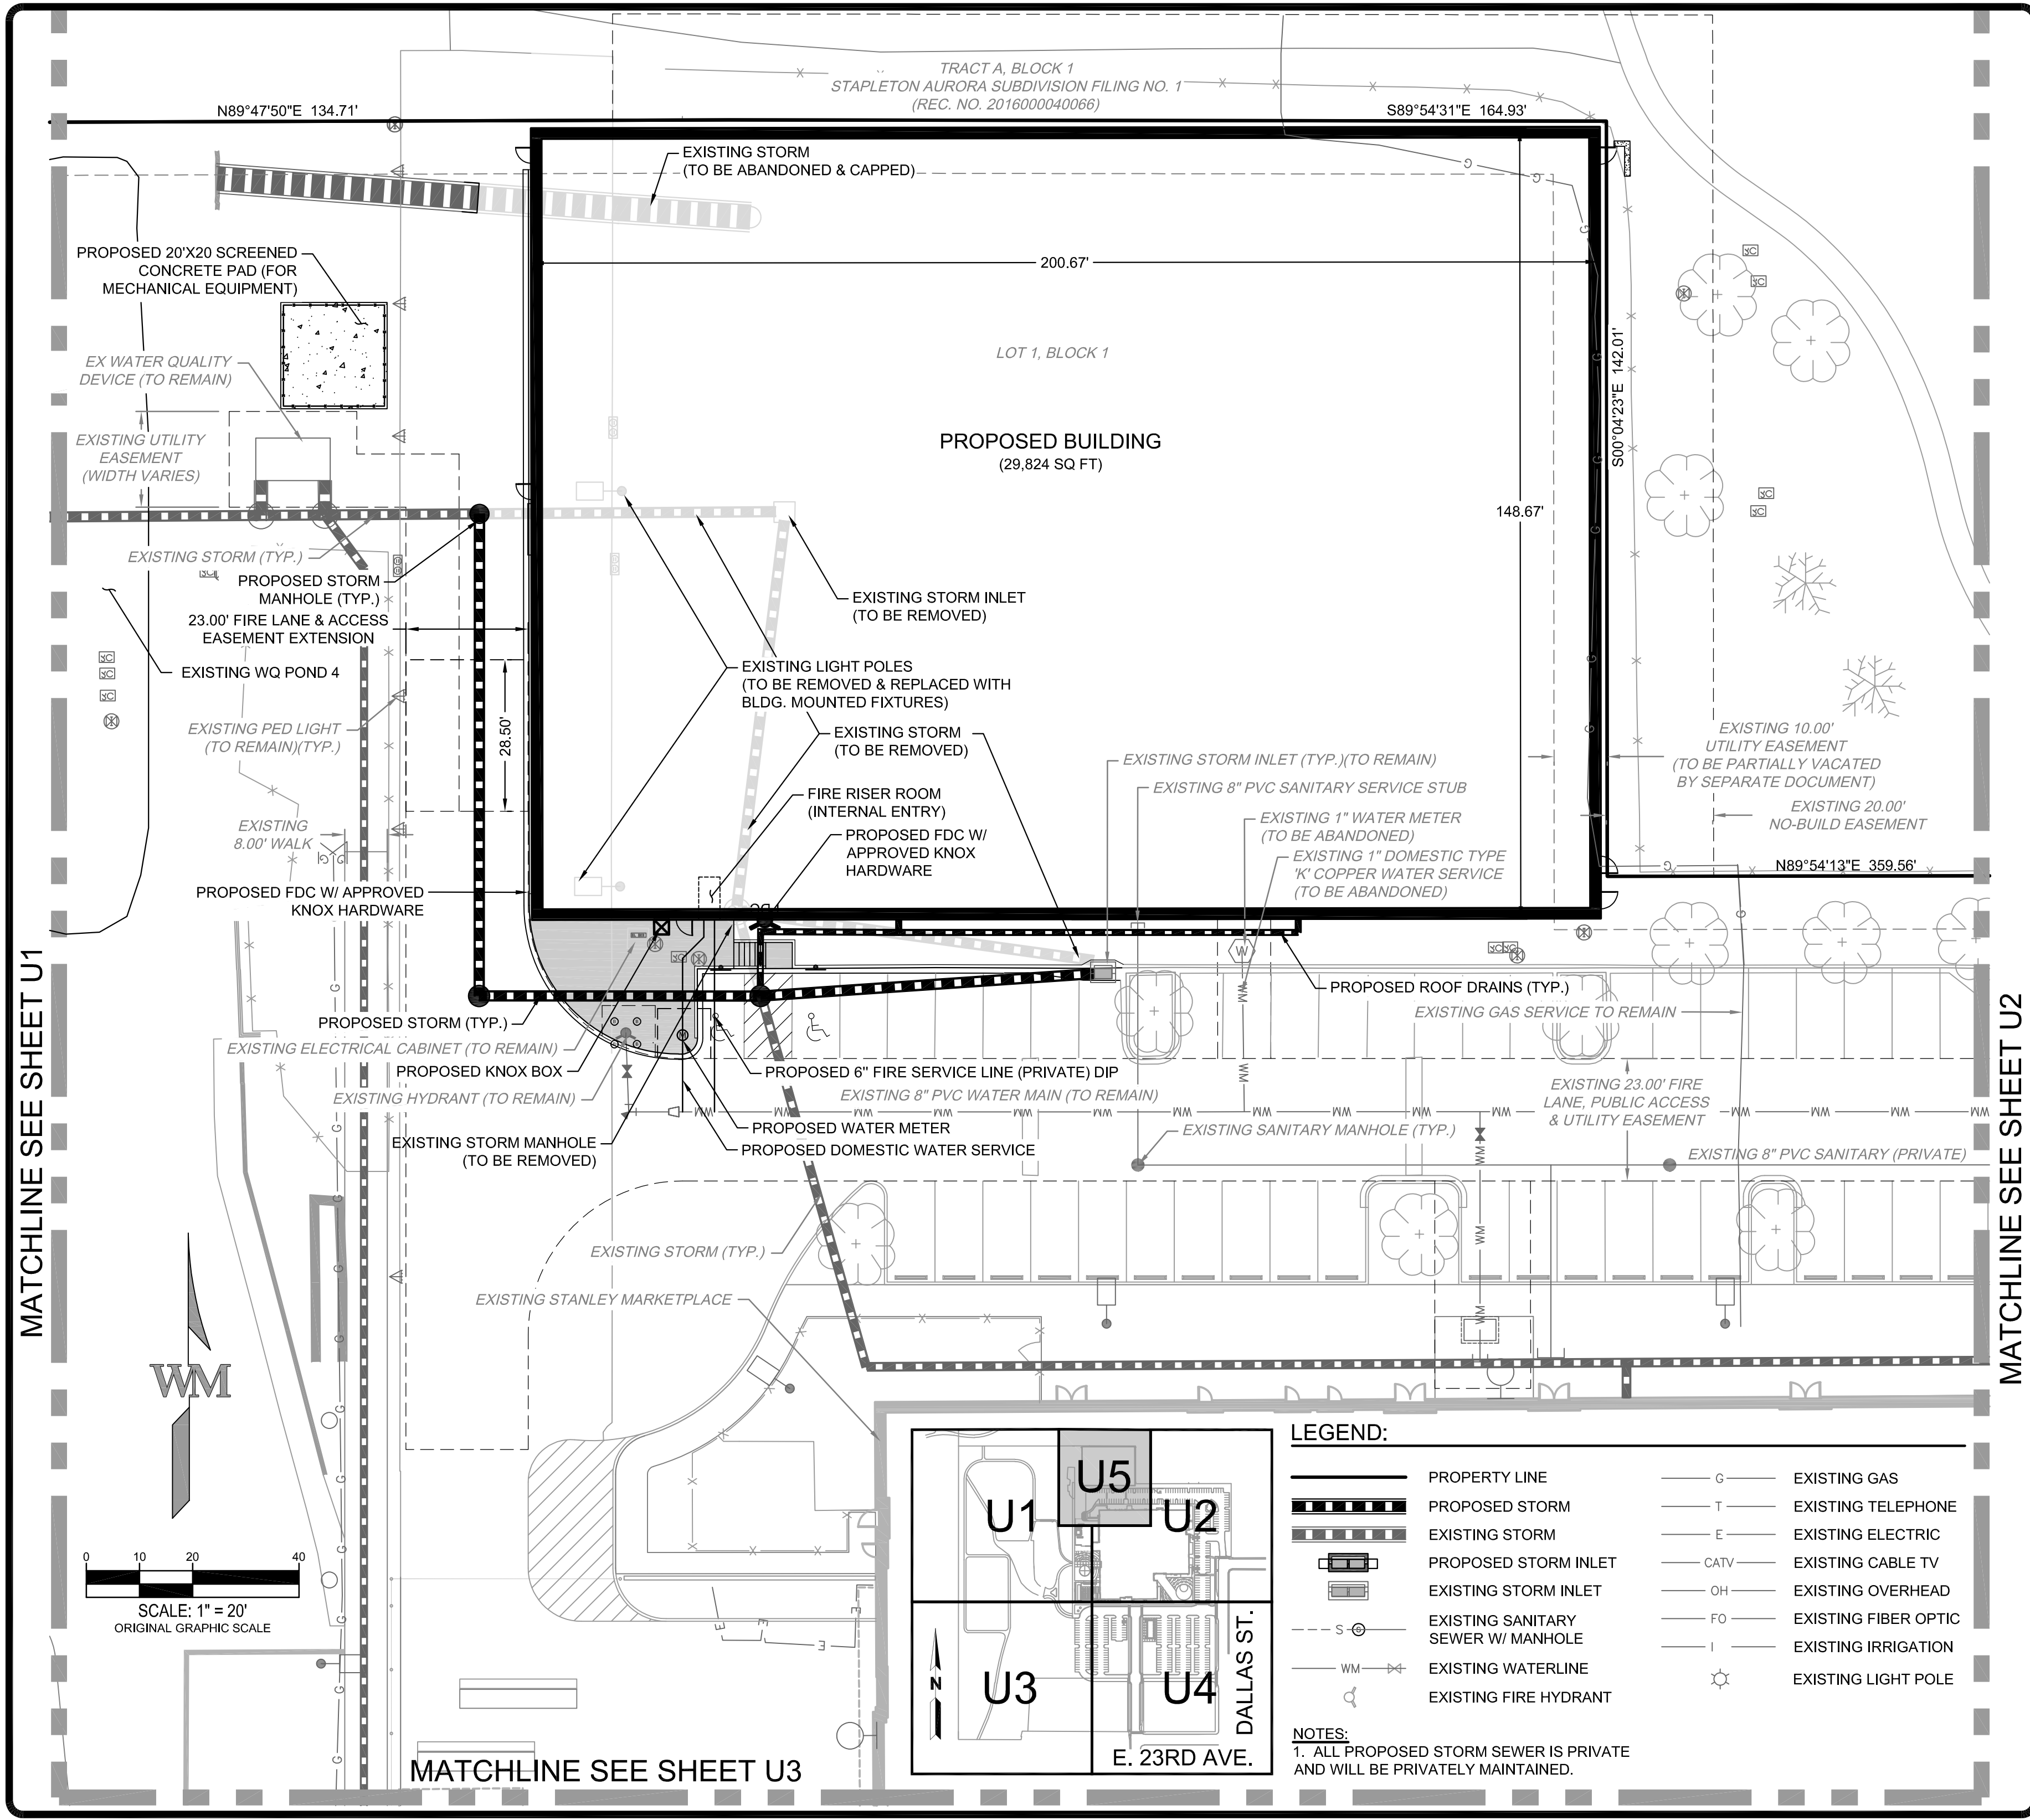 TRACT A, BLOCK 1
STAPLETON AURORA SUBDIVISION FILING NO. 1
(REC. NO. 2016000040066)
N89°47'50"E 134.71'
S89°54'31"E 164.93'
EXISTING STORM
(TO BE ABANDONED & CAPPED)
PROPOSED 20'X20 SCREENED
CONCRETE PAD (FOR
MECHANICAL EQUIPMENT)
200.67'
LOT 1, BLOCK 1
S00°04'23"E 142.01'
EX WATER QUALITY
DEVICE (TO REMAIN)
EXISTING UTILITY
EASEMENT
(WIDTH VARIES)
PROPOSED BUILDING
(29,824 SQ FT)
148.67'
EXISTING STORM (TYP.)
PROPOSED STORM
MANHOLE (TYP.)
23.00' FIRE LANE & ACCESS
EASEMENT EXTENSION
EXISTING STORM INLET
(TO BE REMOVED)
EXISTING WQ POND 4
EXISTING LIGHT POLES
(TO BE REMOVED & REPLACED WITH
BLDG. MOUNTED FIXTURES)
EXISTING PED LIGHT
(TO REMAIN)(TYP.)
28.50'
EXISTING STORM
(TO BE REMOVED)
EXISTING 10.00'
UTILITY EASEMENT
(TO BE PARTIALLY VACATED
BY SEPARATE DOCUMENT)
EXISTING STORM INLET (TYP.)(TO REMAIN)
EXISTING 8" PVC SANITARY SERVICE STUB
FIRE RISER ROOM
(INTERNAL ENTRY)
EXISTING 20.00'
NO-BUILD EASEMENT
EXISTING
8.00' WALK
PROPOSED FDC W/
APPROVED KNOX
HARDWARE
EXISTING 1" WATER METER
(TO BE ABANDONED)
EXISTING 1" DOMESTIC TYPE
'K' COPPER WATER SERVICE
(TO BE ABANDONED)
N89°54'13"E 359.56'
PROPOSED FDC W/ APPROVED
KNOX HARDWARE
FDC
W
PROPOSED ROOF DRAINS (TYP.)
EXISTING GAS SERVICE TO REMAIN
PROPOSED STORM (TYP.)
EXISTING ELECTRICAL CABINET (TO REMAIN)
PROPOSED KNOX BOX
PROPOSED 6" FIRE SERVICE LINE (PRIVATE) DIP
EXISTING HYDRANT (TO REMAIN)
EXISTING 8" PVC WATER MAIN (TO REMAIN)
EXISTING 23.00' FIRE
LANE, PUBLIC ACCESS
& UTILITY EASEMENT
WM WM WM WM WM WM WM WM WM WM WM WM
PROPOSED WATER METER
EXISTING SANITARY MANHOLE (TYP.)
EXISTING STORM MANHOLE
(TO BE REMOVED)
PROPOSED DOMESTIC WATER SERVICE
EXISTING 8" PVC SANITARY (PRIVATE)
EXISTING STORM (TYP.)
EXISTING STANLEY MARKETPLACE
MATCHLINE SEE SHEET U1
MATCHLINE SEE SHEET U2
WM
0 10 20 40
SCALE: 1" = 20'
ORIGINAL GRAPHIC SCALE
MATCHLINE SEE SHEET U3
U5
U1
U2
U3
U4
N
DALLAS ST.
E. 23RD AVE.
LEGEND:
PROPERTY LINE
PROPOSED STORM
EXISTING STORM
PROPOSED STORM INLET
EXISTING STORM INLET
S
EXISTING SANITARY
SEWER W/ MANHOLE
WM EXISTING WATERLINE
EXISTING FIRE HYDRANT
G EXISTING GAS
T EXISTING TELEPHONE
E EXISTING ELECTRIC
CATV EXISTING CABLE TV
OH EXISTING OVERHEAD
FO EXISTING FIBER OPTIC
I EXISTING IRRIGATION
EXISTING LIGHT POLE
NOTES:
1. ALL PROPOSED STORM SEWER IS PRIVATE
AND WILL BE PRIVATELY MAINTAINED.